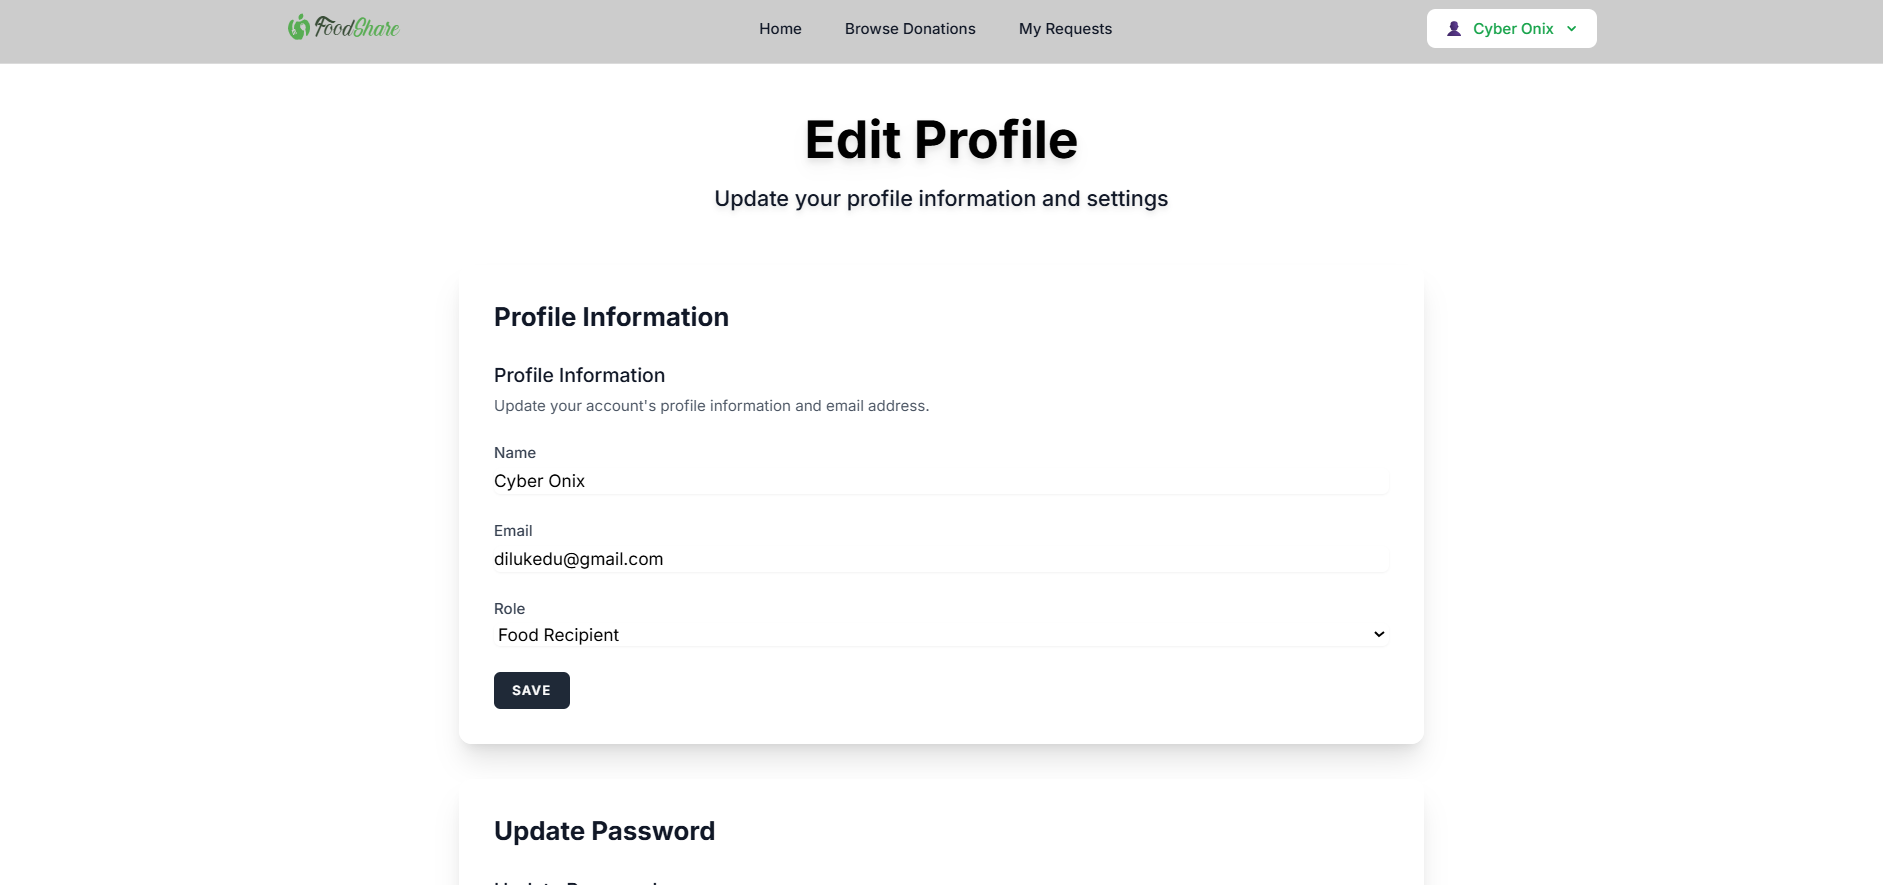 FoodShare
Home
Browse Donations
My Requests
Cyber Onix
Edit Profile
Update your profile information and settings
Profile Information
Profile Information
Update your account's profile information and email address.
Name
Cyber Onix
Email
dilukedu@gmail.com
Role
Food Recipient
SAVE
Update Password